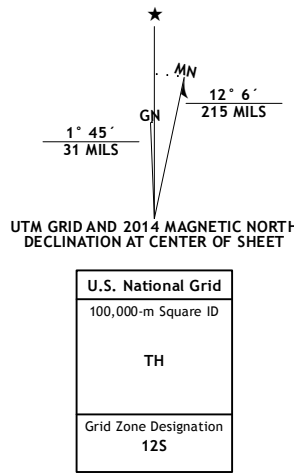 ★
MN
GN
12° 6´
215 MILS
1° 45´
31 MILS
UTM GRID AND 2014 MAGNETIC NORTH
DECLINATION AT CENTER OF SHEET
U.S. National Grid
100,000-m Square ID
TH
Grid Zone Designation
12S